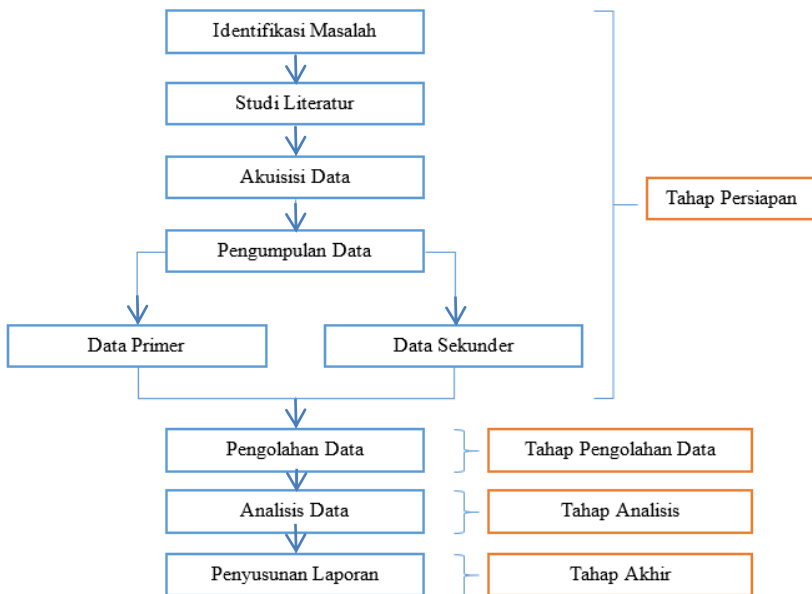 Identifikasi Masalah
Studi Literatur
Akuisisi Data
Tahap Persiapan
Pengumpulan Data
Data Primer
Data Sekunder
Pengolahan Data
Tahap Pengolahan Data
Analisis Data
Tahap Analisis
Penyusunan Laporan
Tahap Akhir